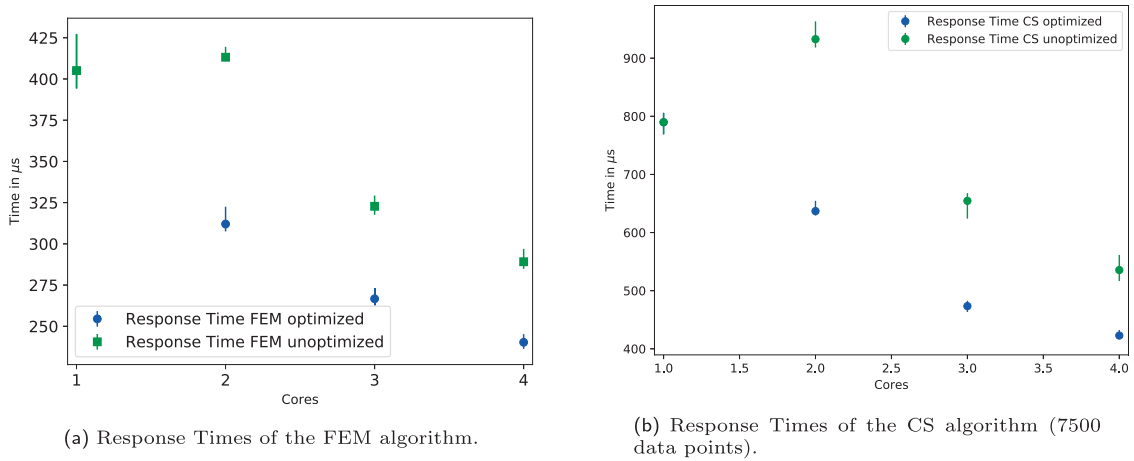 425
400
375
350
325
300
275
250
Time in μs
Response Time FEM optimized
Response Time FEM unoptimized
1
2
3
4
Cores
(a) Response Times of the FEM algorithm.
900
800
700
600
500
400
Time in μs
Response Time CS optimized
Response Time CS unoptimized
1.0
1.5
2.0
2.5
3.0
3.5
4.0
Cores
(b) Response Times of the CS algorithm (7500
data points).